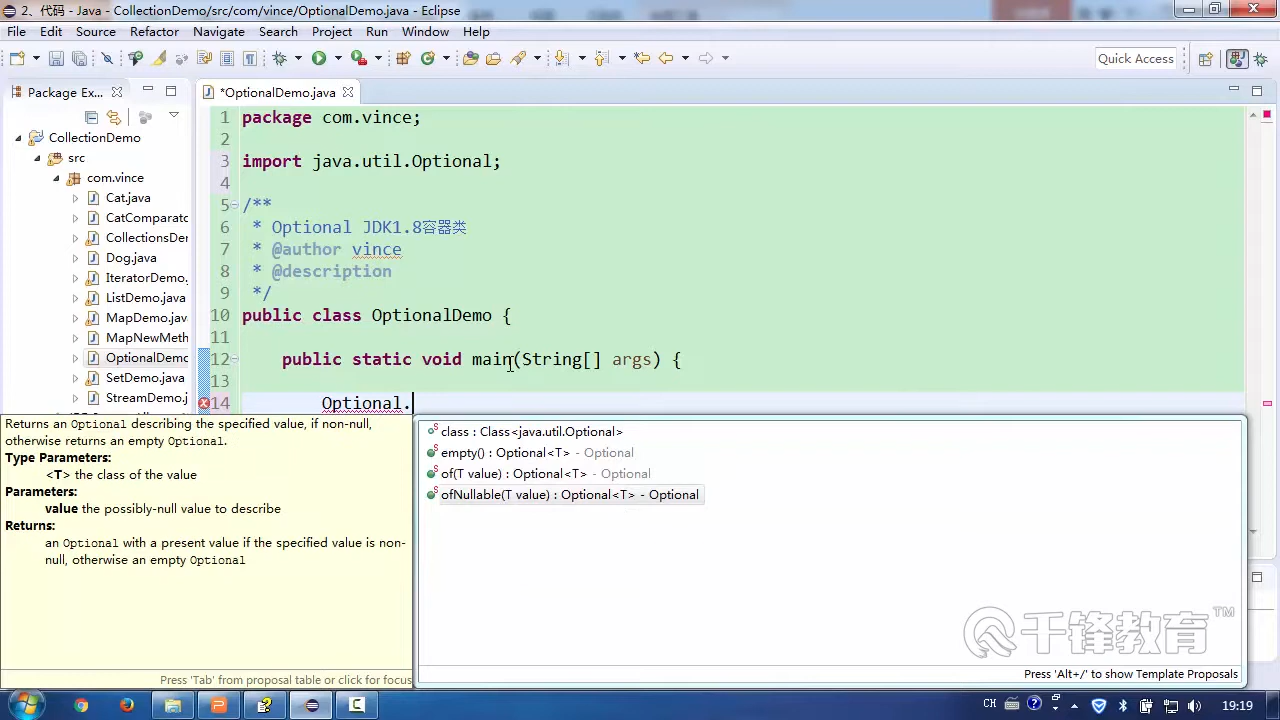 2、代码 - Java - CollectionDemo/src/com/vince/OptionalDemo.java - Eclipse
File Edit Source Refactor Navigate Search Project Run Window Help
Quick Access
Package Ex...
*OptionalDemo.java
CollectionDemo
src
com.vince
Cat.java
CatComparato
CollectionsDer
Dog.java
IteratorDemo.
ListDemo.java
MapDemo.java
MapNewMeth
OptionalDemo
SetDemo.java
StreamDemo.j
1 package com.vince;
2
3 import java.util.Optional;
4
5 /**
6 * Optional JDK1.8容器类
7 * @author vince
8 * @description
9 */
10 public class OptionalDemo {
11
12 public static void main(String[] args) {
13
14 Optional.
Returns an Optional describing the specified value, if non-null,
otherwise returns an empty Optional.
Type Parameters:
<T> the class of the value
Parameters:
value the possibly-null value to describe
Returns:
an Optional with a present value if the specified value is non-
null, otherwise an empty Optional
Press 'Tab' from proposal table or click for focus
class : Class<java.util.Optional>
empty() : Optional<T> - Optional
of(T value) : Optional<T> - Optional
ofNullable(T value) : Optional<T> - Optional
千锋教育™
Press 'Alt+/' to show Template Proposals
CH
19:19